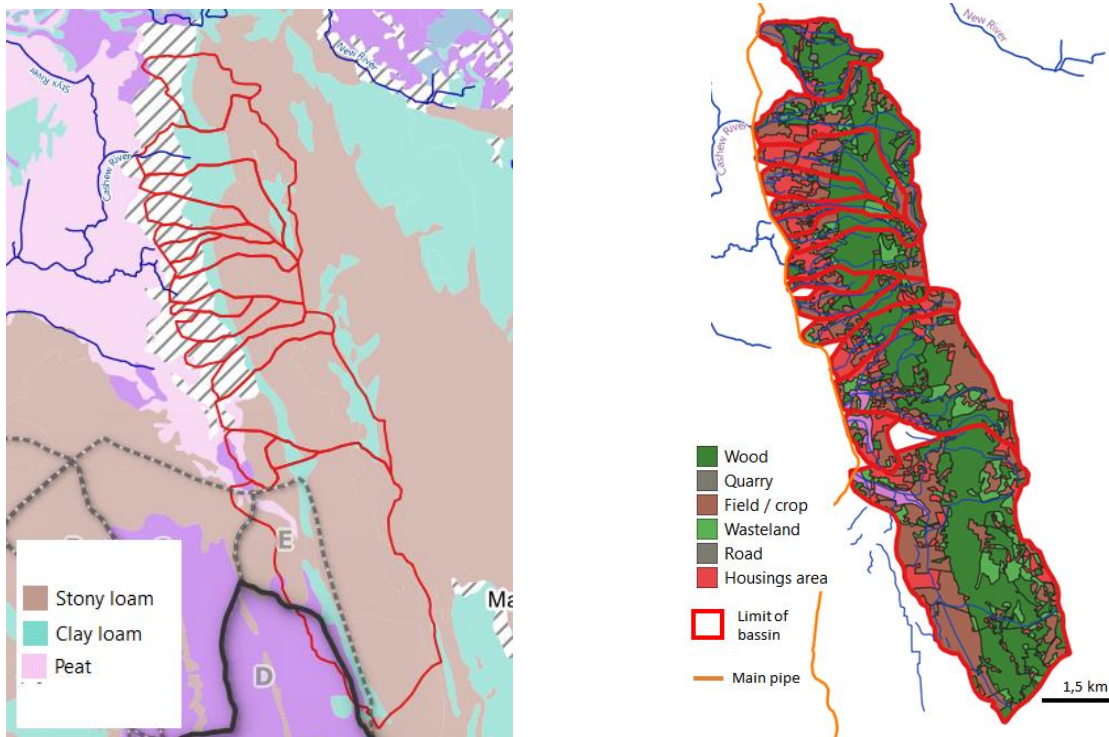 New River
Styx River
Cashew River
E
D
Ma
Stony loam
Clay loam
Peat
New River
Cashew River
Wood
Quarry
Field / crop
Wasteland
Road
Housings area
Limit of
bassin
Main pipe
1,5 km